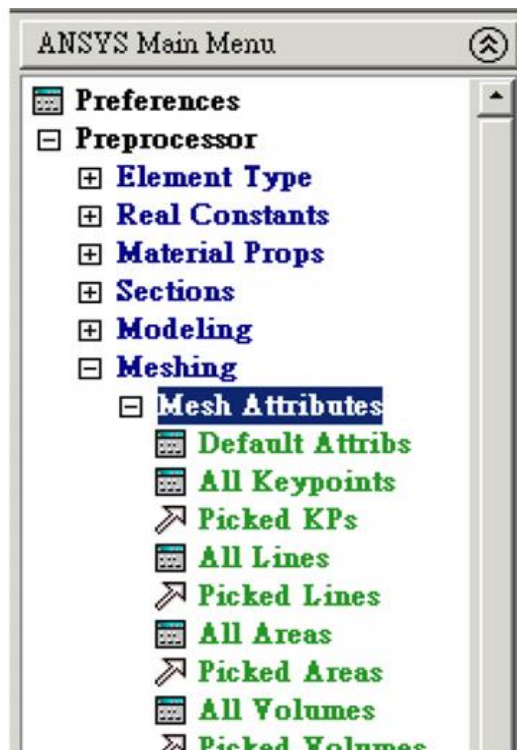 ANSYS Main Menu
Preferences
Preprocessor
Element Type
Real Constants
Material Props
Sections
Modeling
Meshing
Mesh Attributes
Default Attribs
All Keypoints
Picked KPs
All Lines
Picked Lines
All Areas
Picked Areas
All Volumes
Picked Volumes